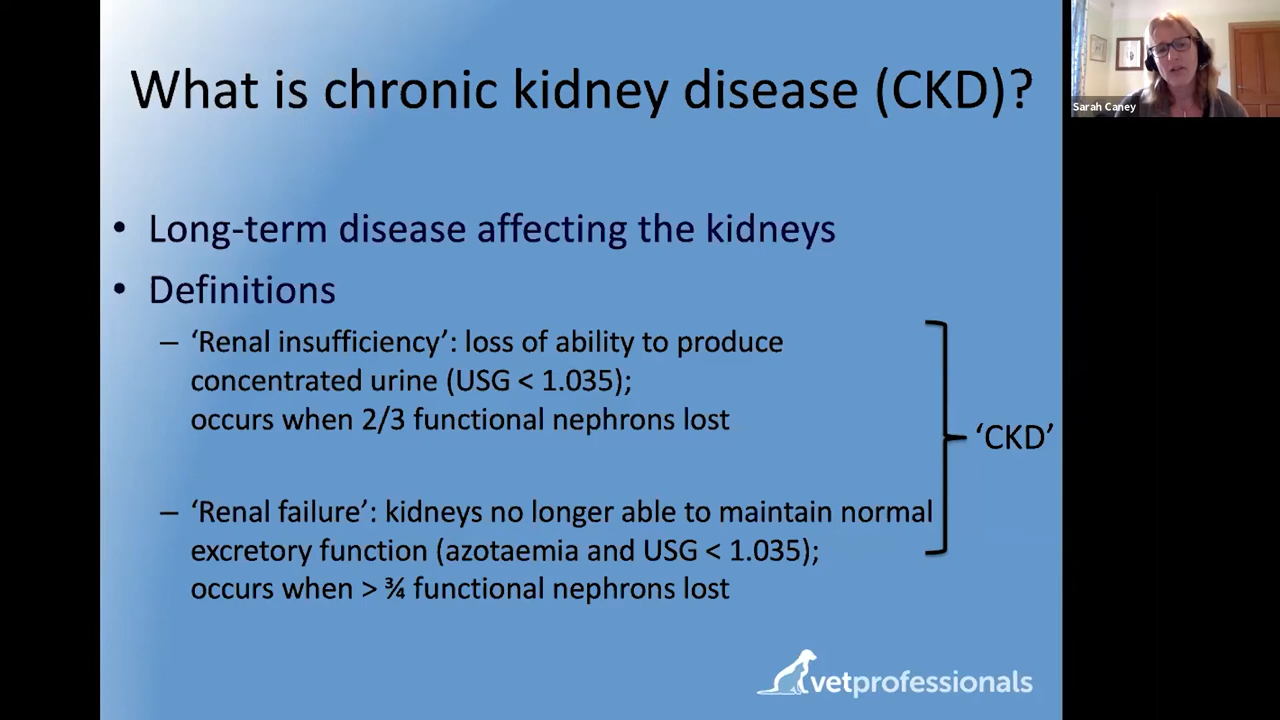 What is chronic kidney disease (CKD)?
Sarah Caney
• Long-term disease affecting the kidneys
• Definitions
– ‘Renal insufficiency’: loss of ability to produce
concentrated urine (USG < 1.035);
occurs when 2/3 functional nephrons lost
‘CKD’
– ‘Renal failure’: kidneys no longer able to maintain normal
excretory function (azotaemia and USG < 1.035);
occurs when > ¾ functional nephrons lost
vetprofessionals